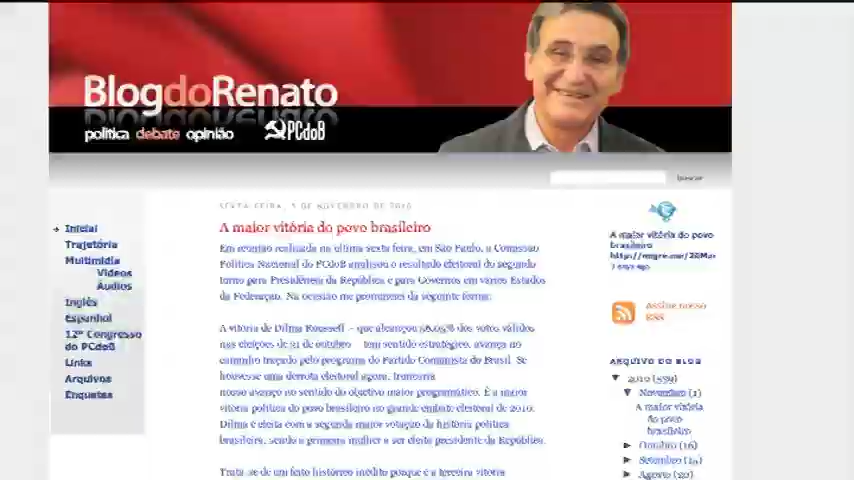 BlogdoRenato
política debate opinião PCdoB
buscar
SEXTA-FEIRA, 5 DE NOVEMBRO DE 2010
A maior vitória do povo brasileiro
Em reunião realizada na última sexta feira, em São Paulo, a Comissão
Política Nacional do PCdoB analisou o resultado eleitoral do segundo
turno para Presidência da República e para Governos em vários Estados
da Federação. Na ocasião me pronunciei da seguinte forma:
A vitória de Dilma Rousseff – que alcançou 56,05% dos votos válidos
nas eleições de 31 de outubro – tem sentido estratégico, avança no
caminho traçado pelo programa do Partido Comunista do Brasil. Se
houvesse uma derrota eleitoral agora, truncaria
nosso avanço no sentido do objetivo maior programático. É a maior
vitória política do povo brasileiro no grande embate eleitoral de 2010.
Dilma é eleita com a segunda maior votação da história política
brasileira, sendo a primeira mulher a ser eleita presidente da República.
Trata-se de um feito histórico inédito porque é a terceira vitória
Inicial
Trajetória
Multimídia
Vídeos
Áudios
Inglês
Espanhol
12º Congresso
do PCdoB
Links
Arquivos
Enquetes
A maior vitória do povo
brasileiro
days ago
Assine nosso
RSS
ARQUIVO DO BLOG
▼ 2010 (559)
▼ Novembro (1)
A maior vitória
do povo
brasileiro
► Outubro (16)
► Setembro
► Agosto (20)